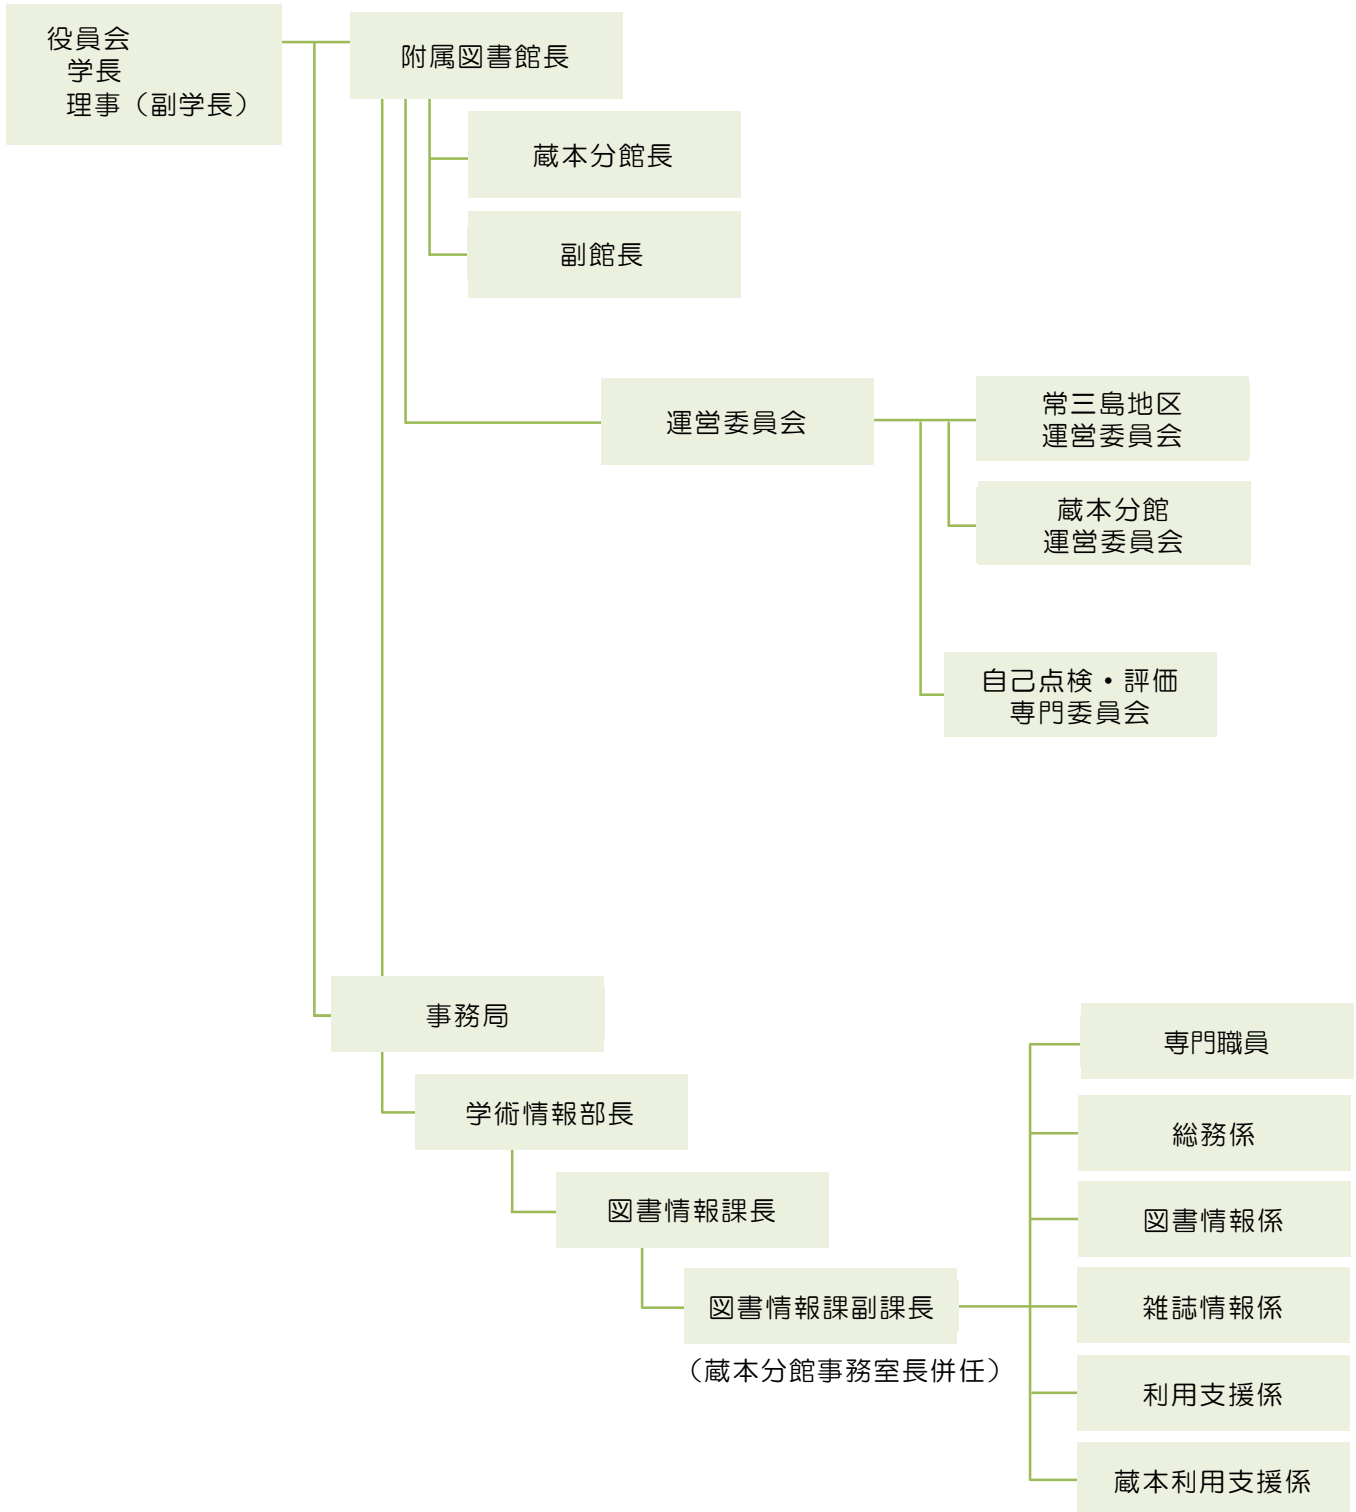 役員会
学長
理事（副学長）
附属図書館長
蔵本分館長
副館長
運営委員会
常三島地区
運営委員会
蔵本分館
運営委員会
自己点検・評価
専門委員会
事務局
学術情報部長
図書情報課長
図書情報課副課長
（蔵本分館事務室長併任）
専門職員
総務係
図書情報係
雑誌情報係
利用支援係
蔵本利用支援係